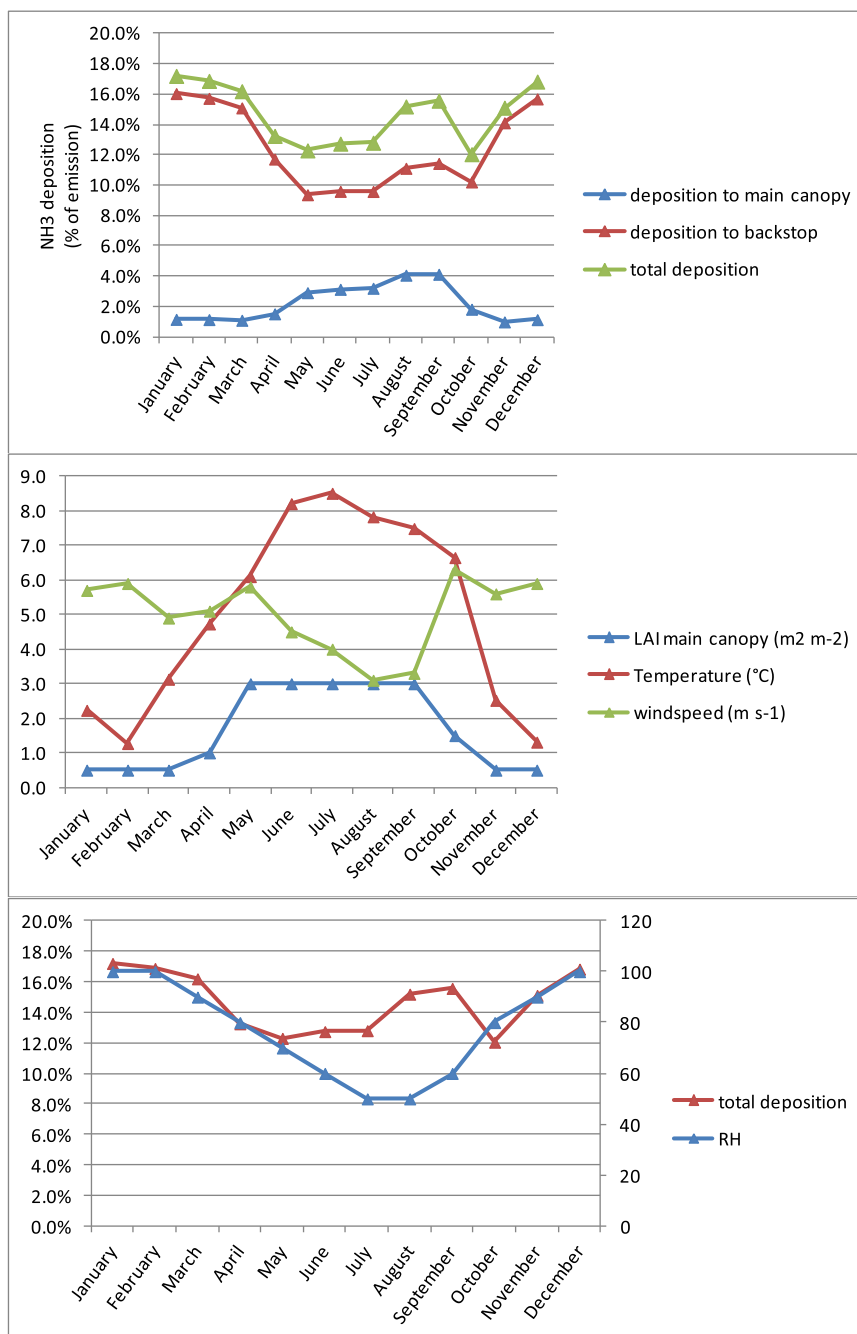 20.0%
18.0%
16.0%
14.0%
12.0%
10.0%
8.0%
6.0%
4.0%
2.0%
0.0%
NH3 deposition
(% of emission)
January
February
March
April
May
June
July
August
September
October
November
December
deposition to main canopy
deposition to backstop
total deposition
9.0
8.0
7.0
6.0
5.0
4.0
3.0
2.0
1.0
0.0
January
February
March
April
May
June
July
August
September
October
November
December
LAI main canopy (m2 m-2)
Temperature (°C)
windspeed (m s-1)
20.0%
18.0%
16.0%
14.0%
12.0%
10.0%
8.0%
6.0%
4.0%
2.0%
0.0%
120
100
80
60
40
20
0
January
February
March
April
May
June
July
August
September
October
November
December
total deposition
RH